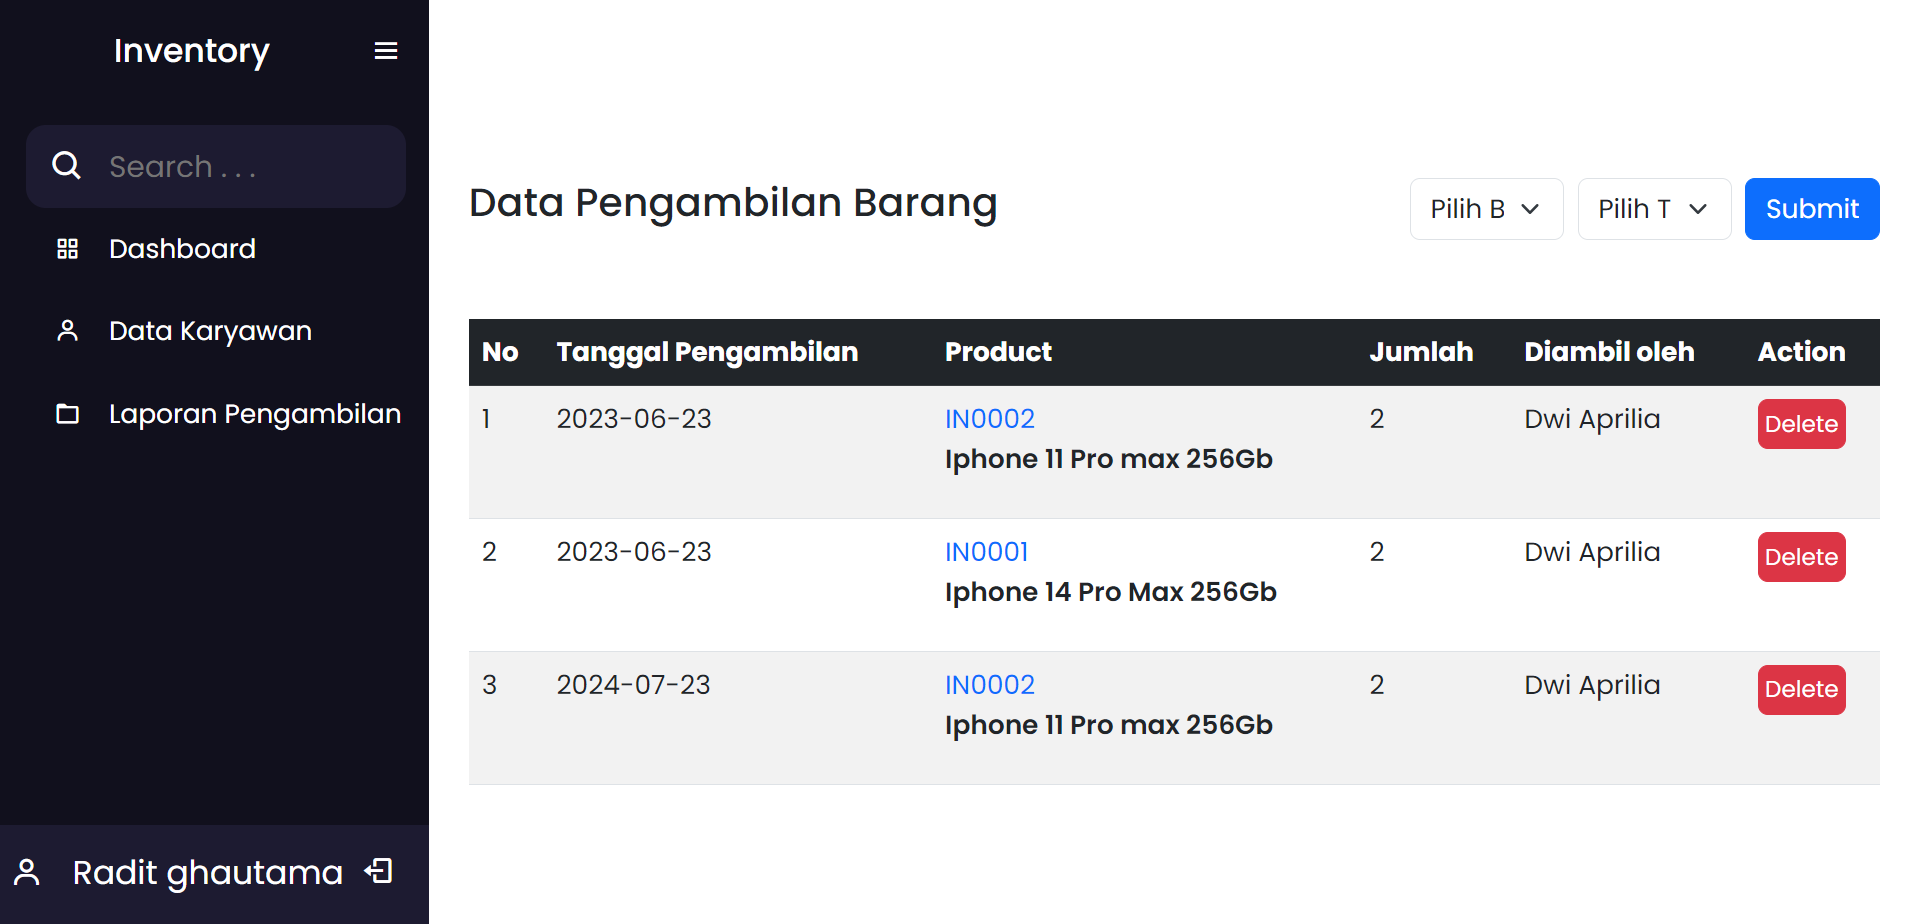 Inventory
Search . . .
Dashboard
Data Karyawan
Laporan Pengambilan
Radit ghautama
Data Pengambilan Barang
Pilih B
Pilih T
Submit
No Tanggal Pengambilan Product Jumlah Diambil oleh Action
1 2023-06-23 IN0002 2 Dwi Aprilia Delete
Iphone 11 Pro max 256Gb
2 2023-06-23 IN0001 2 Dwi Aprilia Delete
Iphone 14 Pro Max 256Gb
3 2024-07-23 IN0002 2 Dwi Aprilia Delete
Iphone 11 Pro max 256Gb